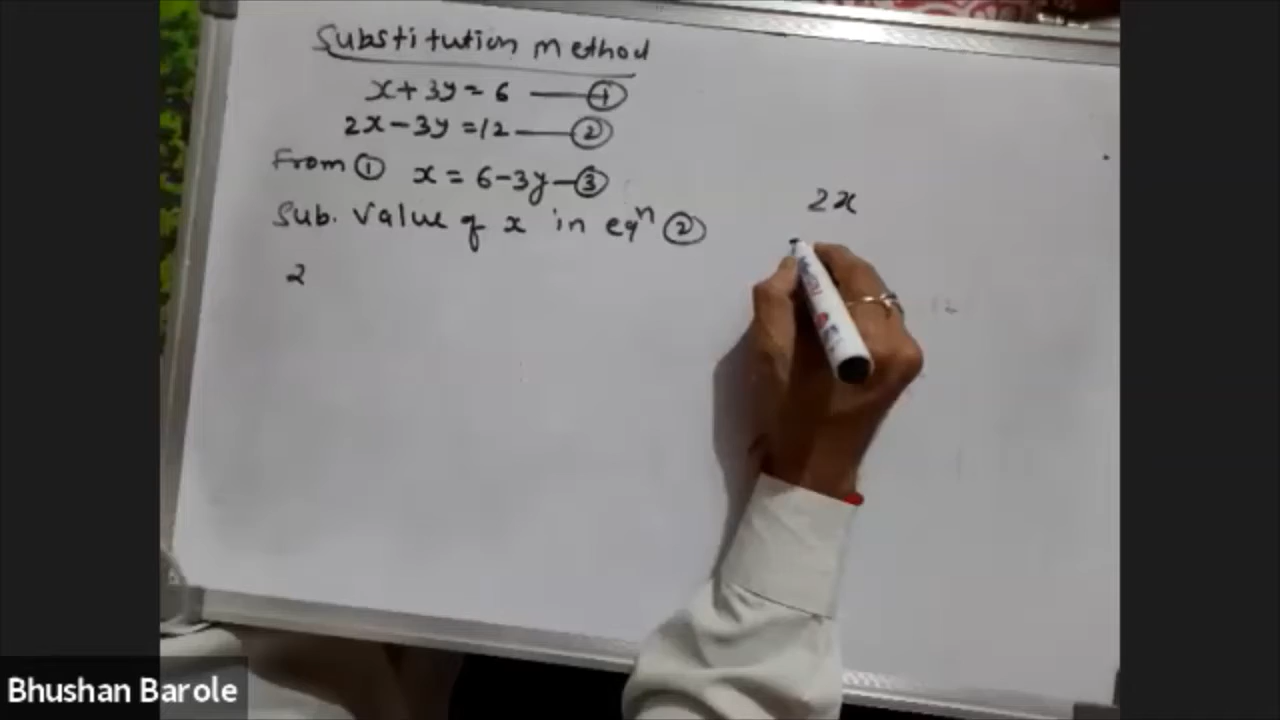 Substitution method
x + 3y = 6 —— ①
2x - 3y = 12 —— ②
From ① x = 6 - 3y — ③
Sub. Value of x in eqⁿ ②
2
2x
Bhushan Barole